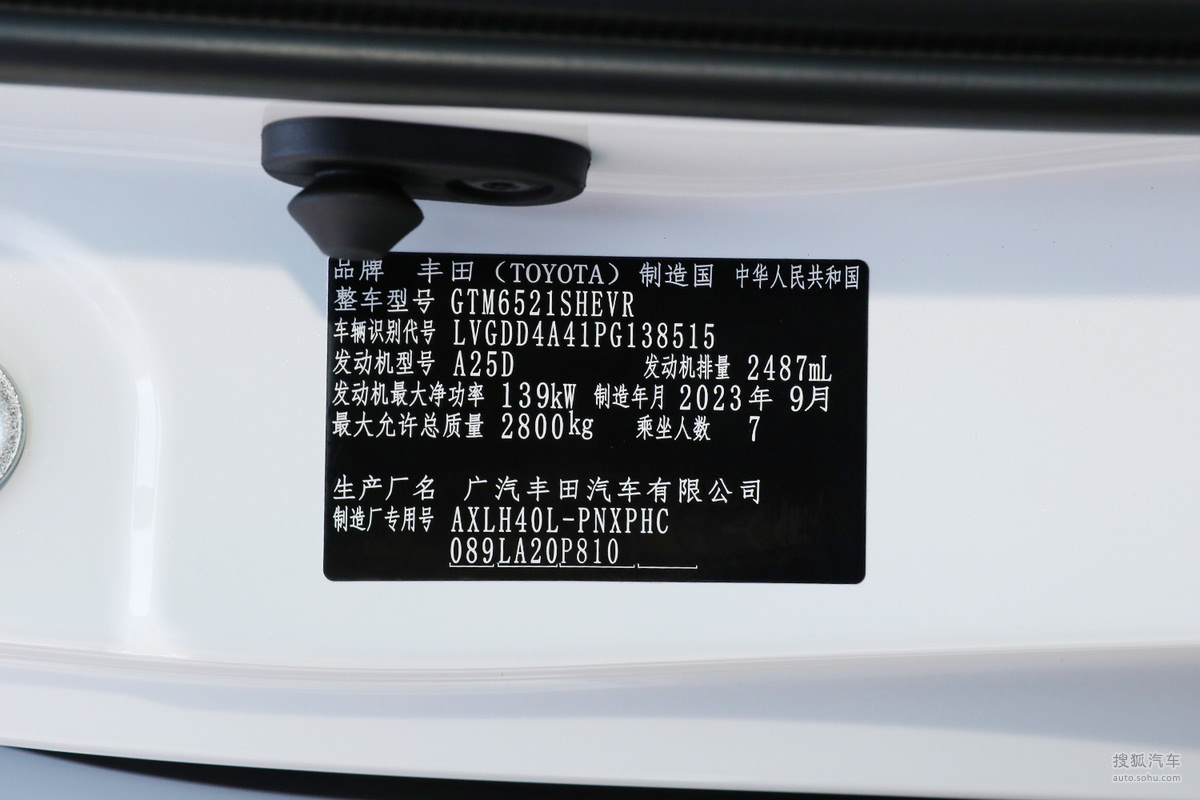 品牌 丰田（TOYOTA）制造国 中华人民共和国
整车型号 GTM6521SHEVR
车辆识别代号 LVGDD4A41PG138515
发动机型号 A25D 发动机排量 2487mL
发动机最大净功率 139kW 制造年月 2023年 9月
最大允许总质量 2800kg 乘坐人数 7
生产厂名 广汽丰田汽车有限公司
制造厂专用号 AXLH40L-PNXPHC
089LA20P810
搜狐汽车
auto.sohu.com